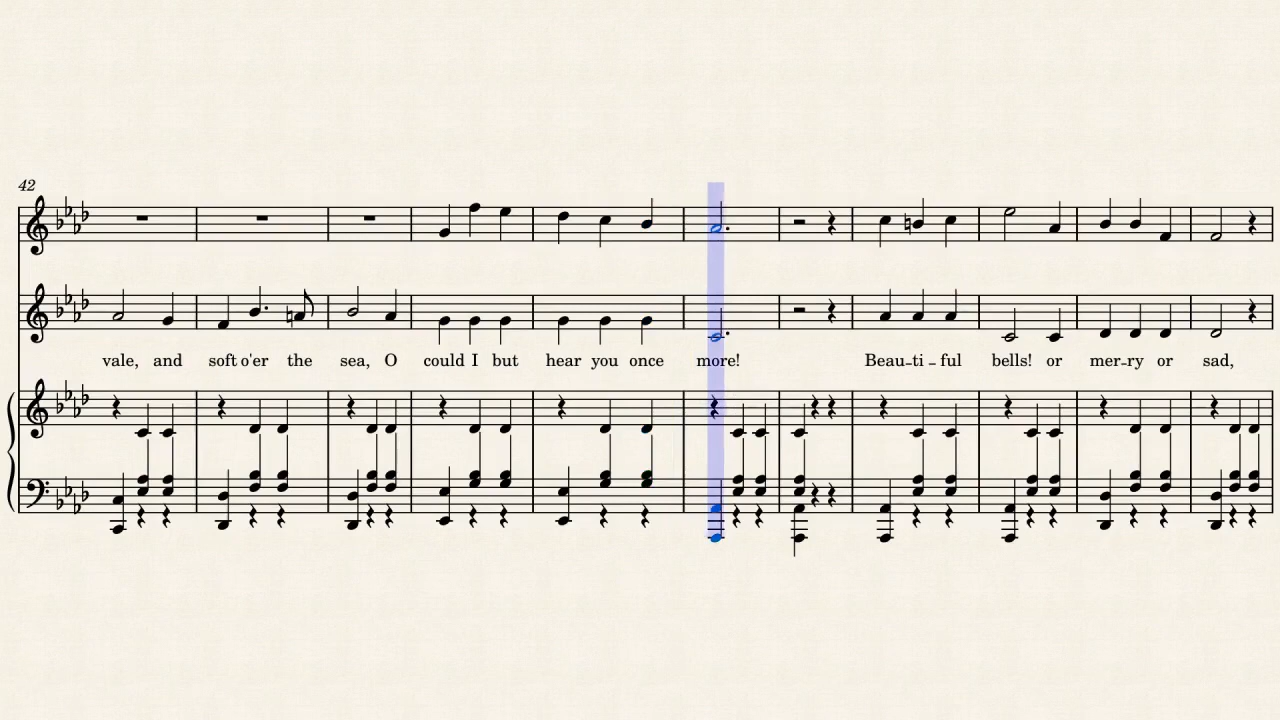 42
vale, and soft o'er the sea, O could I but hear you once more! Beau-ti-ful bells! or mer-ry or sad,